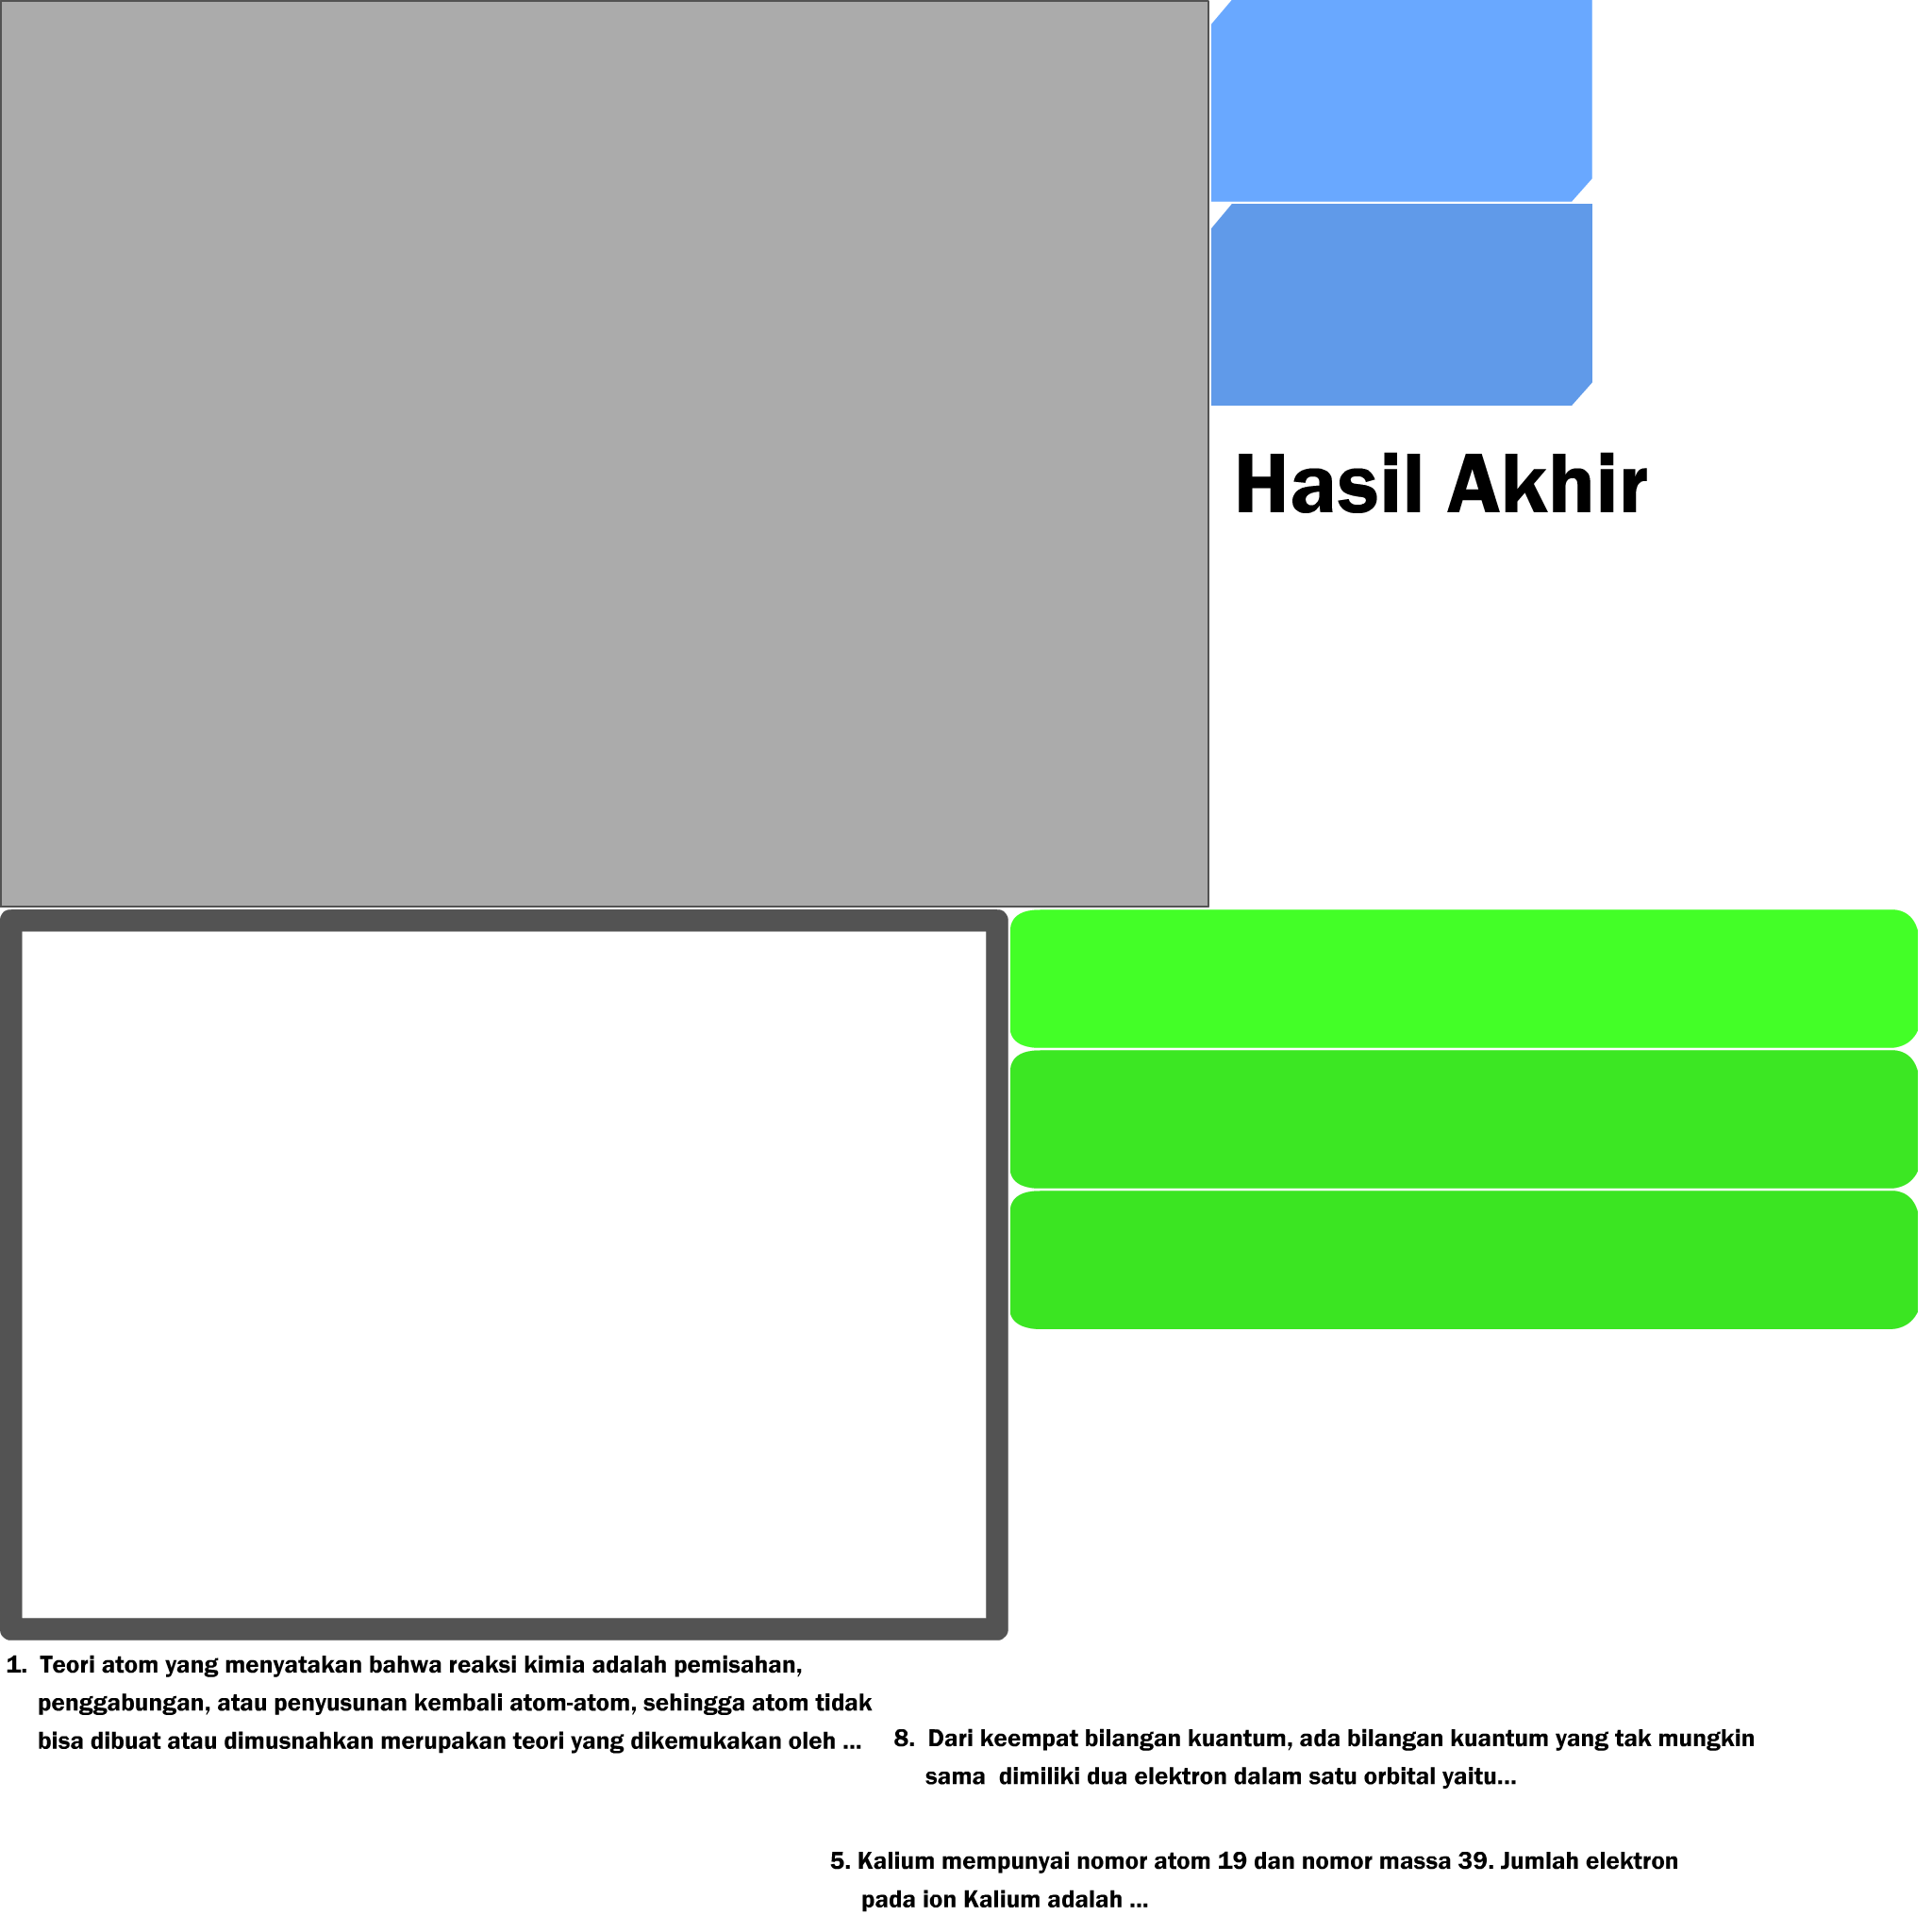 Hasil Akhir
1. Teori atom yang menyatakan bahwa reaksi kimia adalah pemisahan,
penggabungan, atau penyusunan kembali atom-atom, sehingga atom tidak
bisa dibuat atau dimusnahkan merupakan teori yang dikemukakan oleh ...
8. Dari keempat bilangan kuantum, ada bilangan kuantum yang tak mungkin
sama dimiliki dua elektron dalam satu orbital yaitu...
5. Kalium mempunyai nomor atom 19 dan nomor massa 39. Jumlah elektron
pada ion Kalium adalah ...